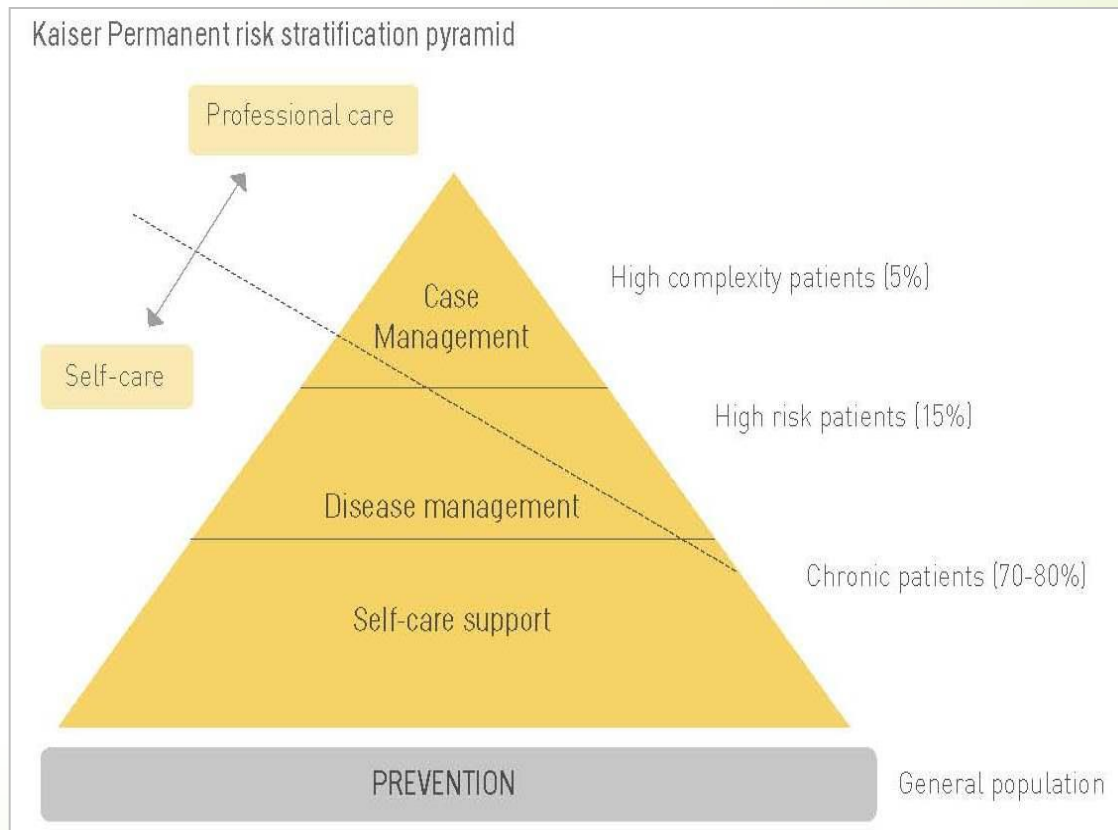 Kaiser Permanent risk stratification pyramid
Professional care
Self-care
Case
Management
High complexity patients (5%)
High risk patients (15%)
Disease management
Chronic patients (70-80%)
Self-care support
PREVENTION
General population